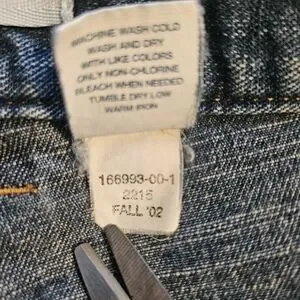 MACHINE WASH COLD
WASH AND DRY
WITH LIKE COLORS
ONLY NON-CHLORINE
BLEACH WHEN NEEDED
TUMBLE DRY LOW
WARM IRON
166993-00-1
2215
FALL '02